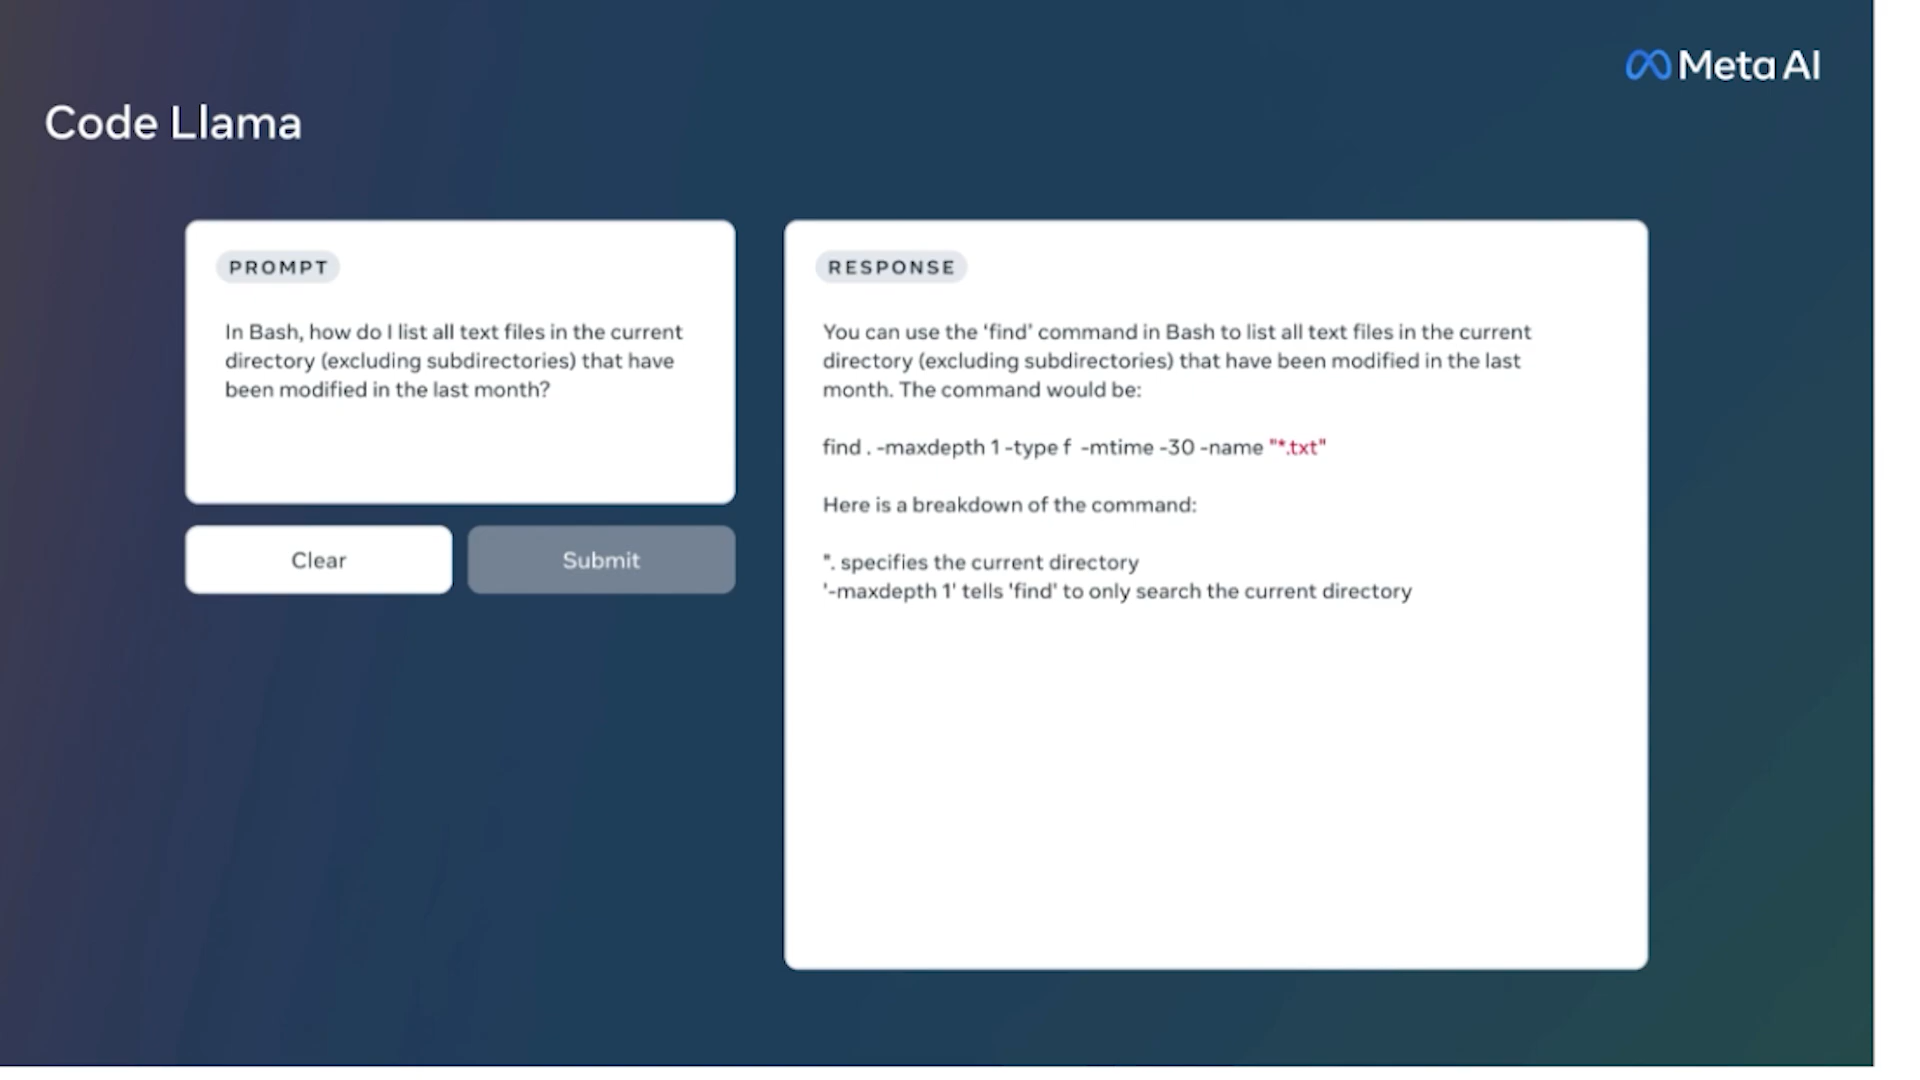 Meta AI
Code Llama
PROMPT
In Bash, how do I list all text files in the current
directory (excluding subdirectories) that have
been modified in the last month?
Clear
Submit
RESPONSE
You can use the 'find' command in Bash to list all text files in the current
directory (excluding subdirectories) that have been modified in the last
month. The command would be:
find . -maxdepth 1 -type f -mtime -30 -name "*.txt"
Here is a breakdown of the command:
". specifies the current directory
'-maxdepth 1' tells 'find' to only search the current directory